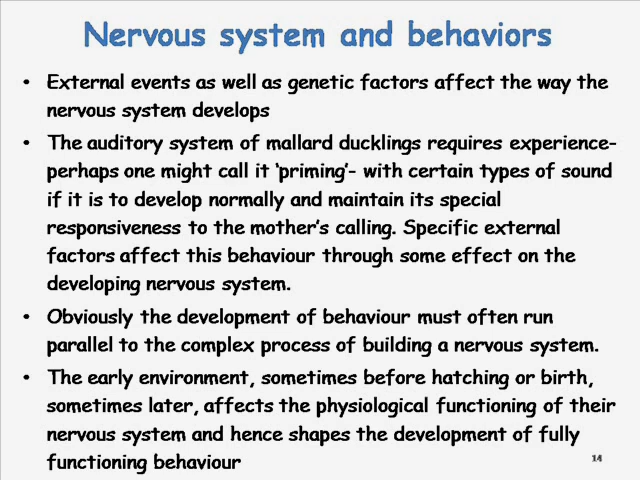 Nervous system and behaviors
• External events as well as genetic factors affect the way the
nervous system develops
• The auditory system of mallard ducklings requires experience-
perhaps one might call it 'priming'- with certain types of sound
if it is to develop normally and maintain its special
responsiveness to the mother's calling. Specific external
factors affect this behaviour through some effect on the
developing nervous system.
• Obviously the development of behaviour must often run
parallel to the complex process of building a nervous system.
• The early environment, sometimes before hatching or birth,
sometimes later, affects the physiological functioning of their
nervous system and hence shapes the development of fully
functioning behaviour
14